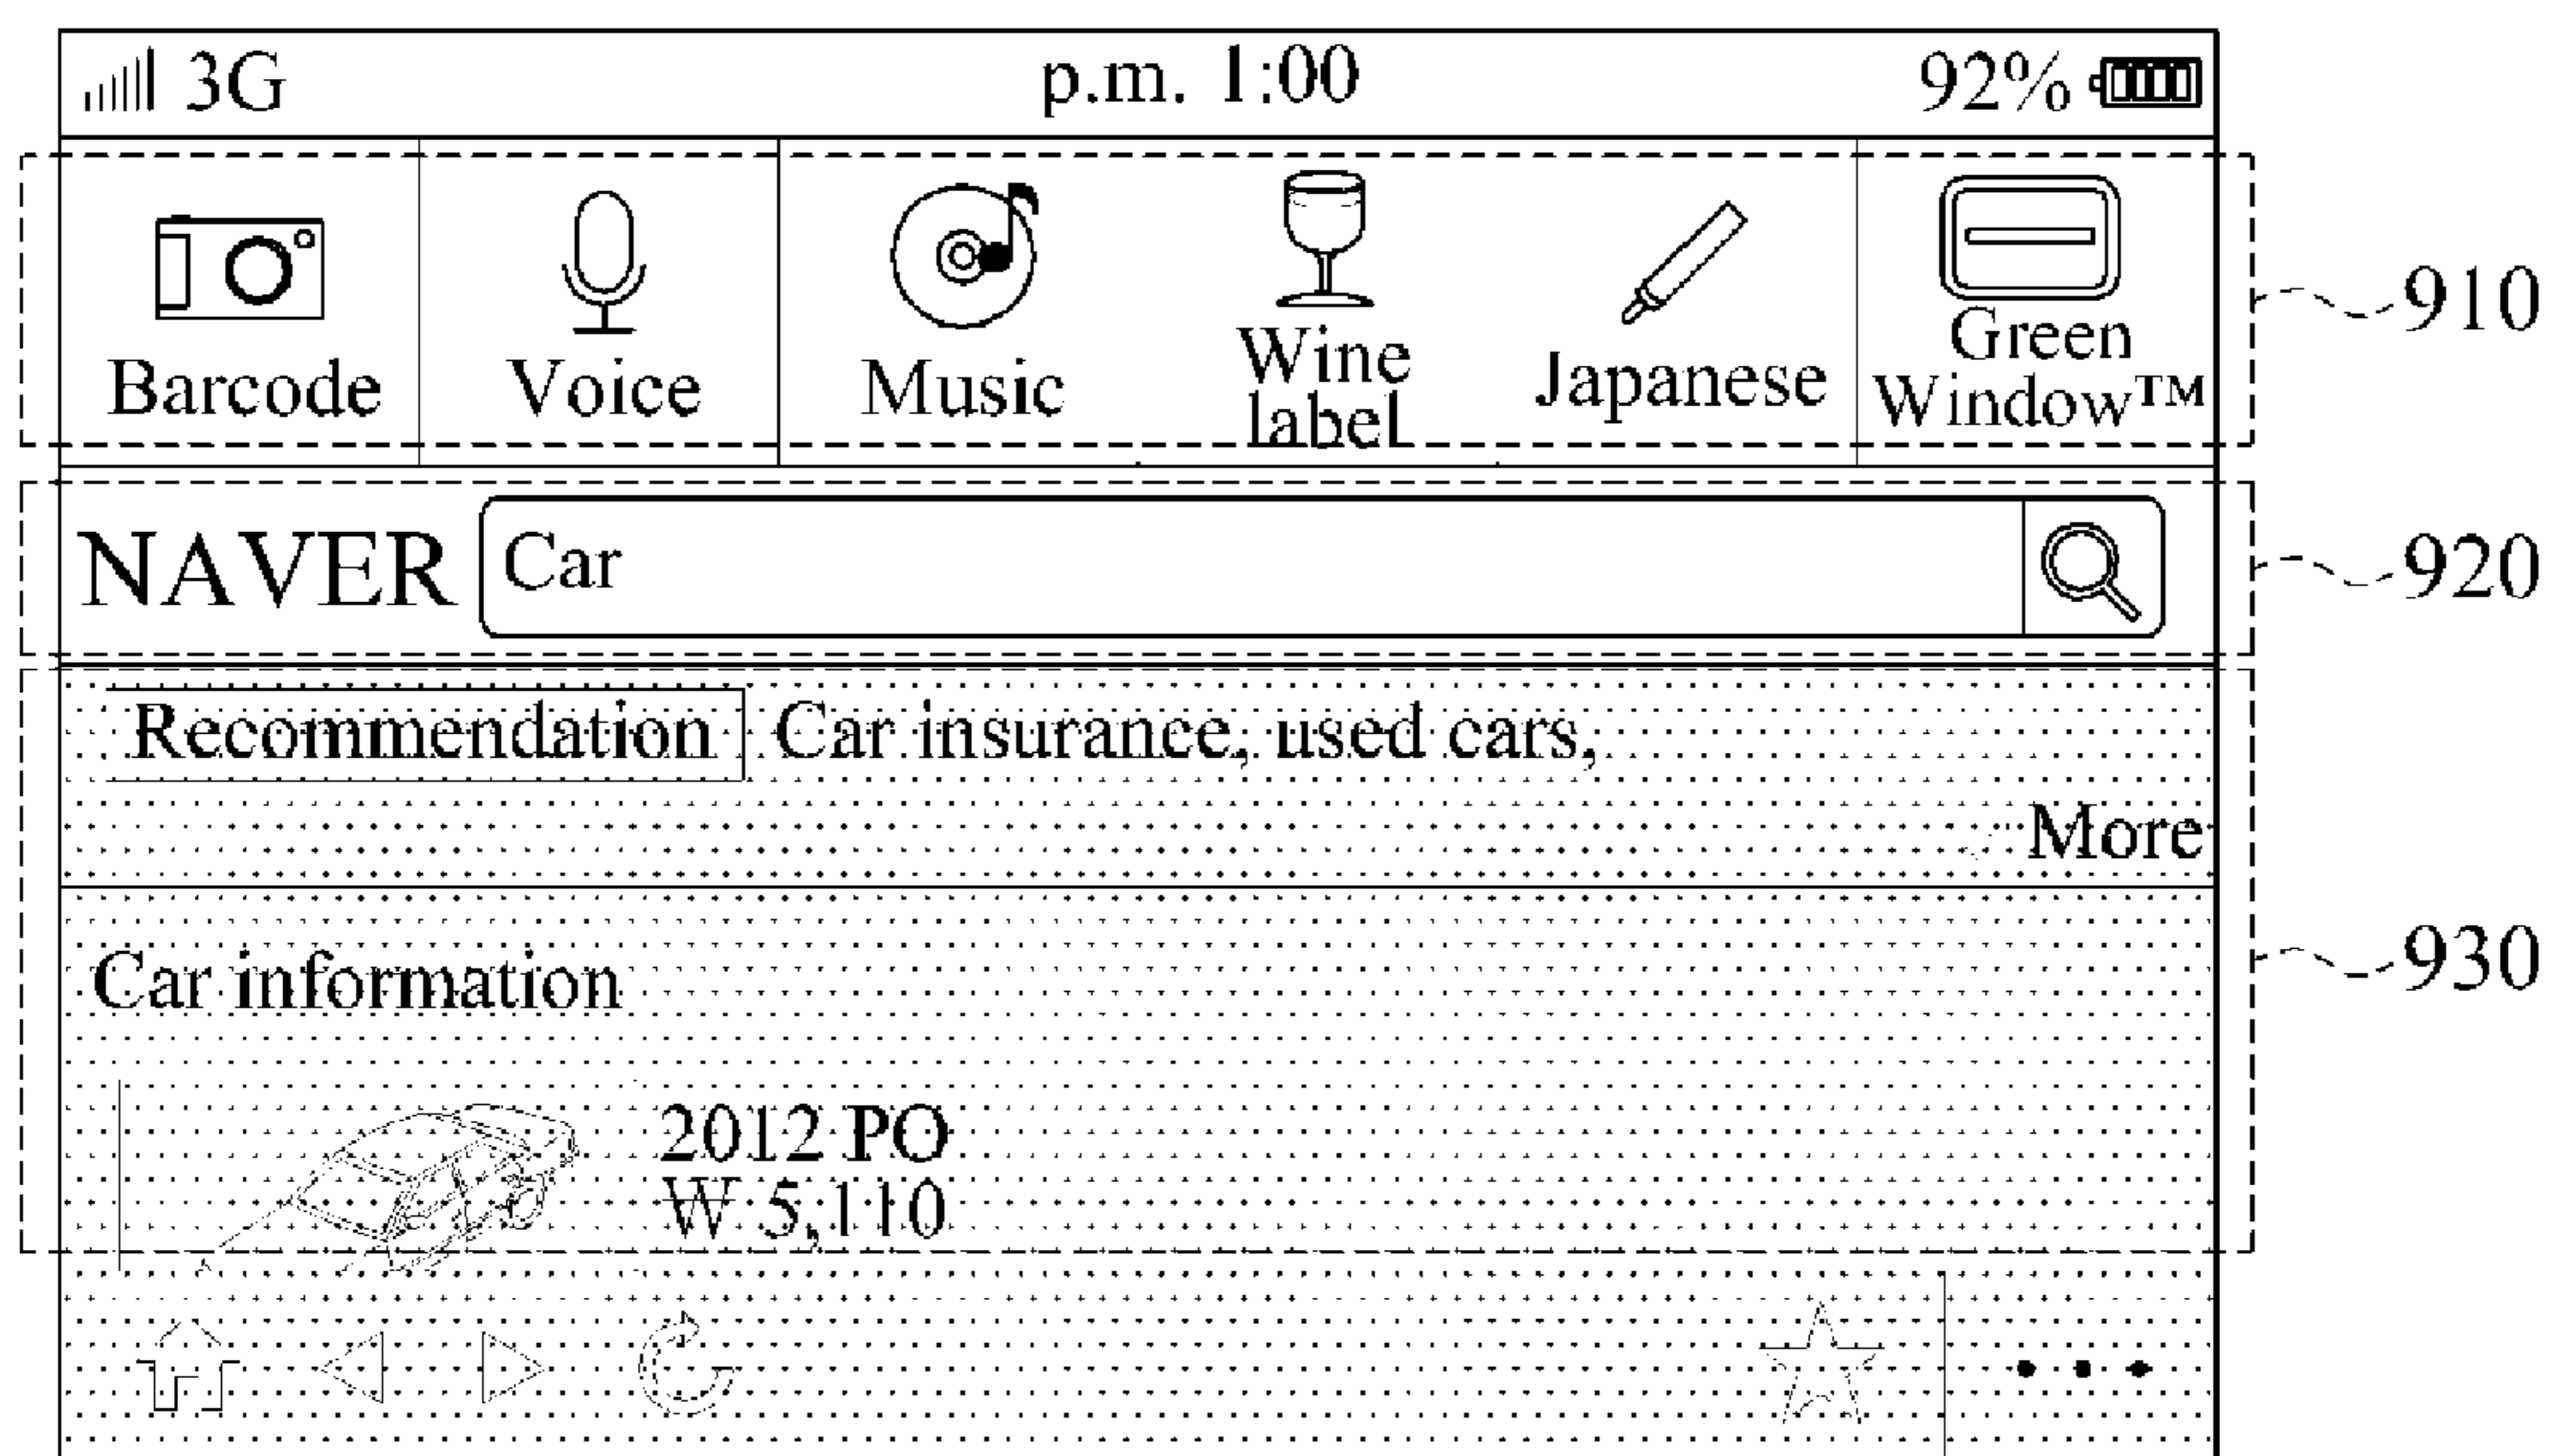 3G p.m. 1:00 92%
Barcode Voice Music Wine label Japanese Green Window™
910
NAVER Car
920
Recommendation Car insurance, used cars,
More
Car information
930
2012 PO
₩ 5,110